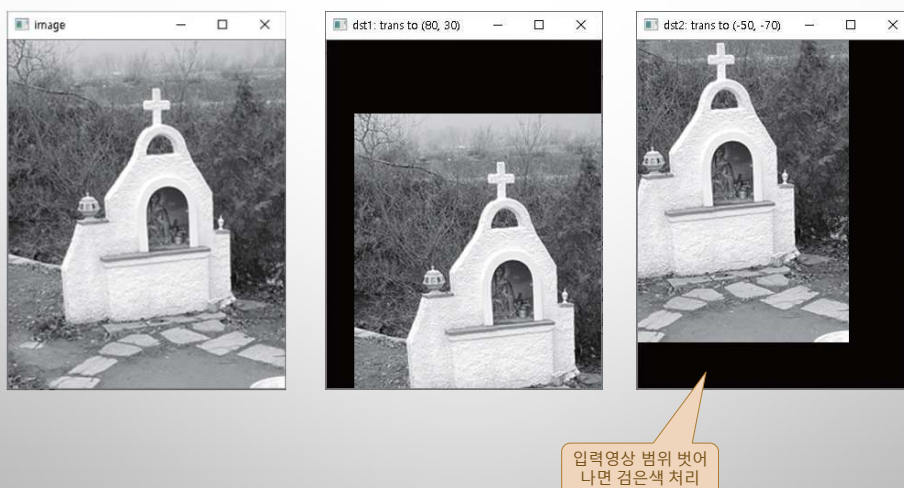 image
dst1: trans to (80, 30)
dst2: trans to (-50, -70)
입력영상 범위 벗어
나면 검은색 처리